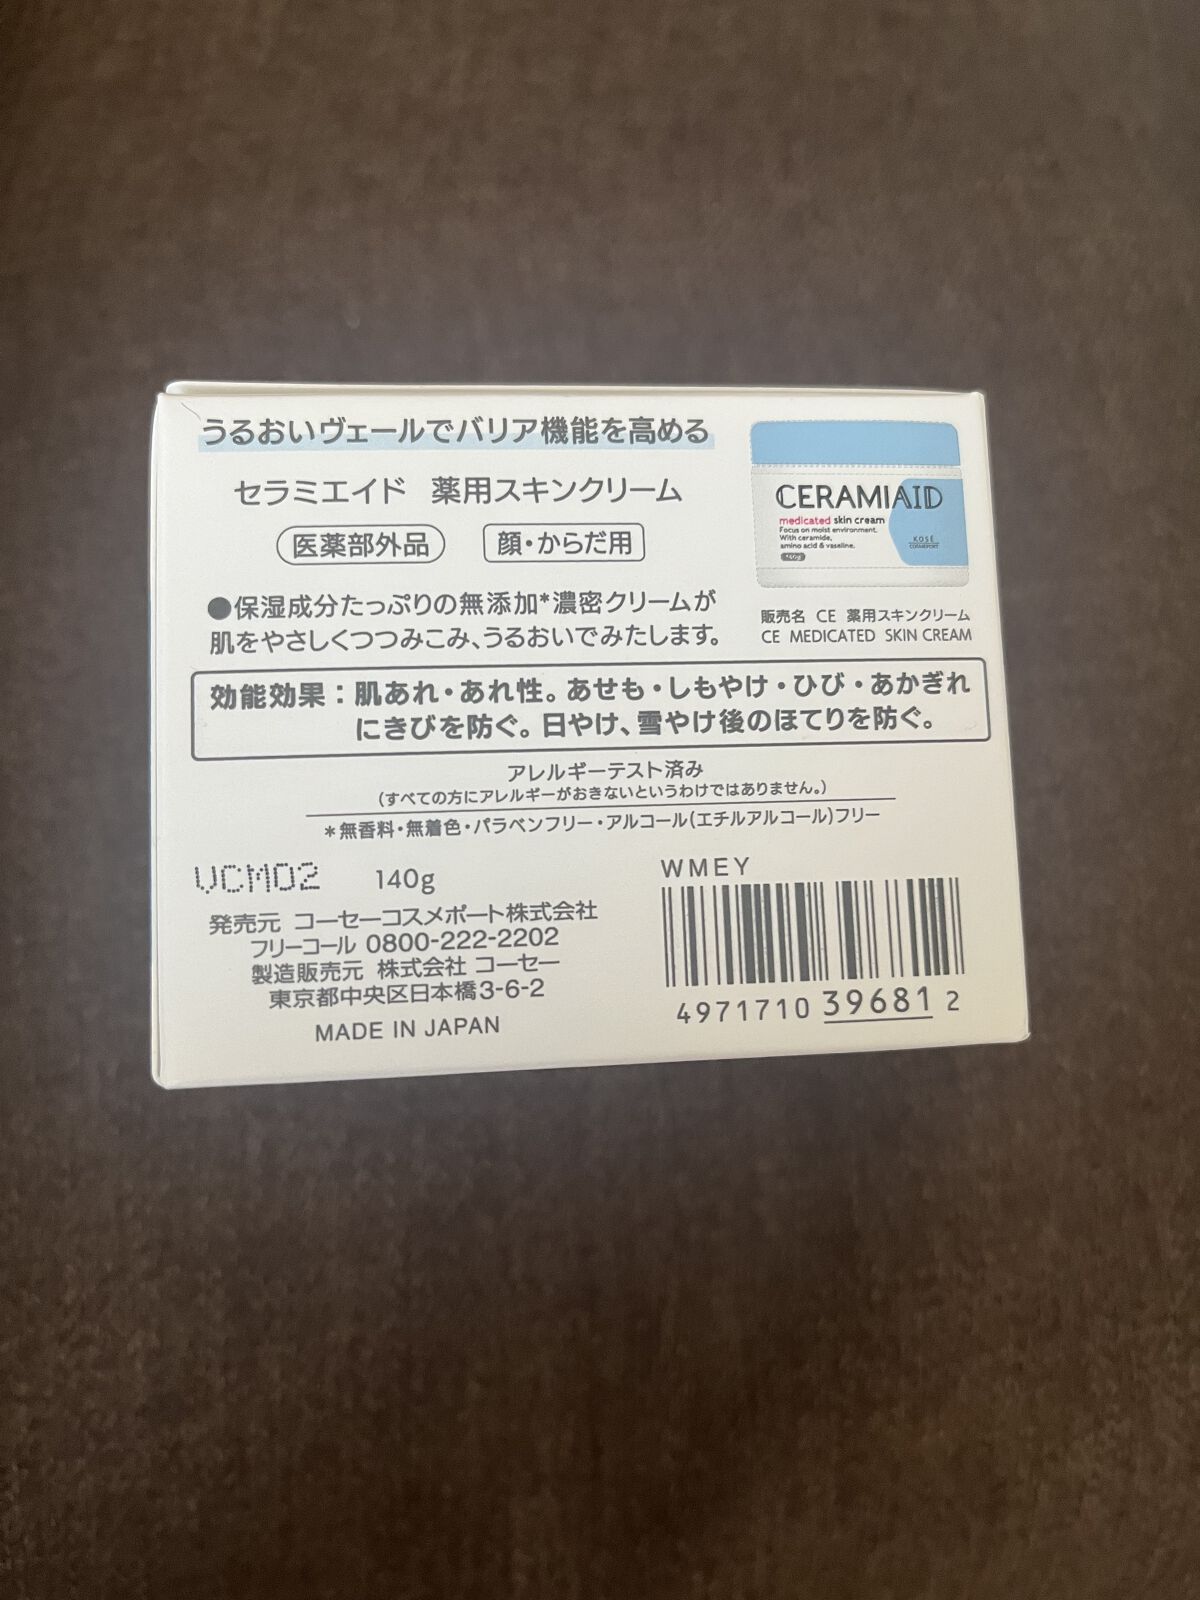 うるおいヴェールでバリア機能を高める
セラミエイド 薬用スキンクリーム
医薬部外品 顔・からだ用
●保湿成分たっぷりの無添加*濃密クリームが
肌をやさしくつつみこみ、うるおいでみたします。
CERAMIAID
medicated skin cream
Focus on moist environment.
With ceramide,
amino acid & vaseline.
140g
KOSÉ
COSMEPORT
販売名 CE 薬用スキンクリーム
CE MEDICATED SKIN CREAM
効能効果：肌あれ・あれ性。あせも・しもやけ・ひび・あかぎれ
にきびを防ぐ。日やけ、雪やけ後のほてりを防ぐ。
アレルギーテスト済み
(すべての方にアレルギーがおきないというわけではありません。)
*無香料・無着色・パラベンフリー・アルコール(エチルアルコール)フリー
VCM02 140g
発売元 コーセーコスメポート株式会社
フリーコール 0800-222-2202
製造販売元 株式会社 コーセー
東京都中央区日本橋3-6-2
MADE IN JAPAN
WMEY
4971710 39681 2